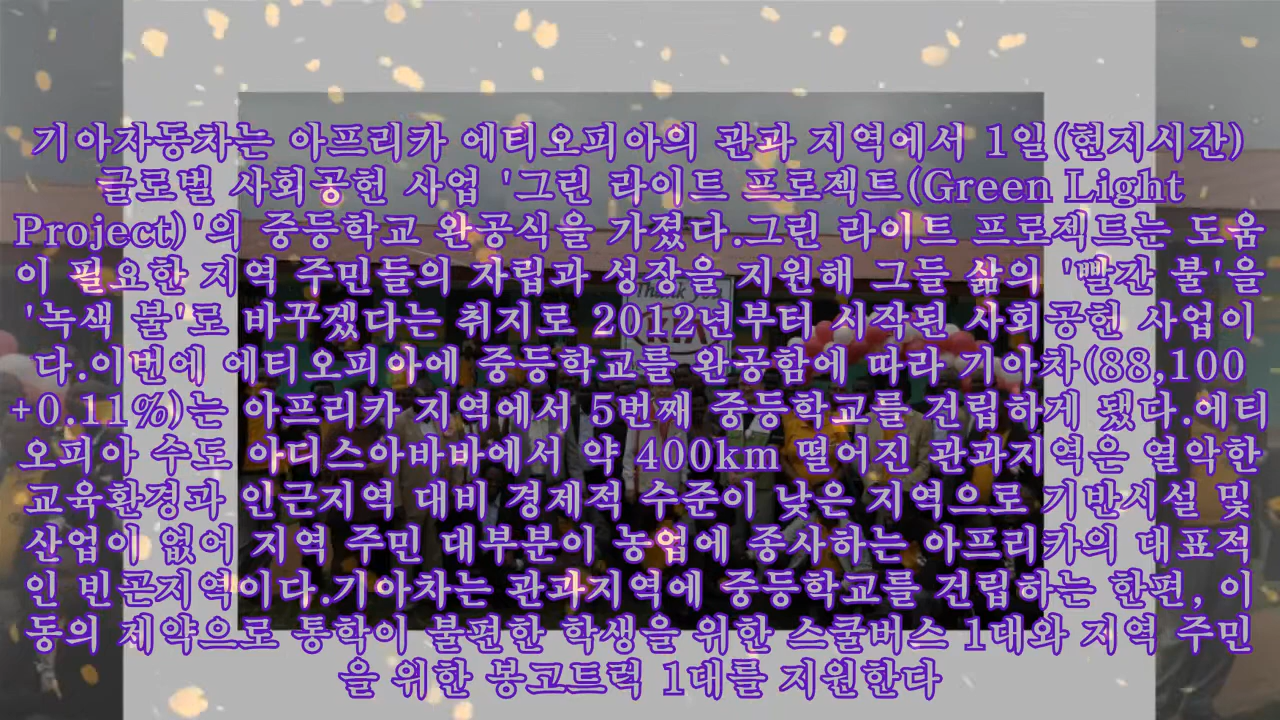 기아자동차는 아프리카 에티오피아의 관과 지역에서 1일(현지시간)
글로벌 사회공헌 사업 '그린 라이트 프로젝트(Green Light
Project)'의 중등학교 완공식을 가졌다.그린 라이트 프로젝트는 도움
이 필요한 지역 주민들의 자립과 성장을 지원해 그들 삶의 '빨간 불'을
'녹색 불'로 바꾸겠다는 취지로 2012년부터 시작된 사회공헌 사업이
다.이번에 에티오피아에 중등학교를 완공함에 따라 기아차(88,100
+0.11%)는 아프리카 지역에서 5번째 중등학교를 건립하게 됐다.에티
오피아 수도 아디스아바바에서 약 400km 떨어진 관과지역은 열악한
교육환경과 인근지역 대비 경제적 수준이 낮은 지역으로 기반시설 및
산업이 없어 지역 주민 대부분이 농업에 종사하는 아프리카의 대표적
인 빈곤지역이다.기아차는 관과지역에 중등학교를 건립하는 한편, 이
동의 제약으로 통학이 불편한 학생을 위한 스쿨버스 1대와 지역 주민
을 위한 봉고트럭 1대를 지원한다
Thank you
KIA